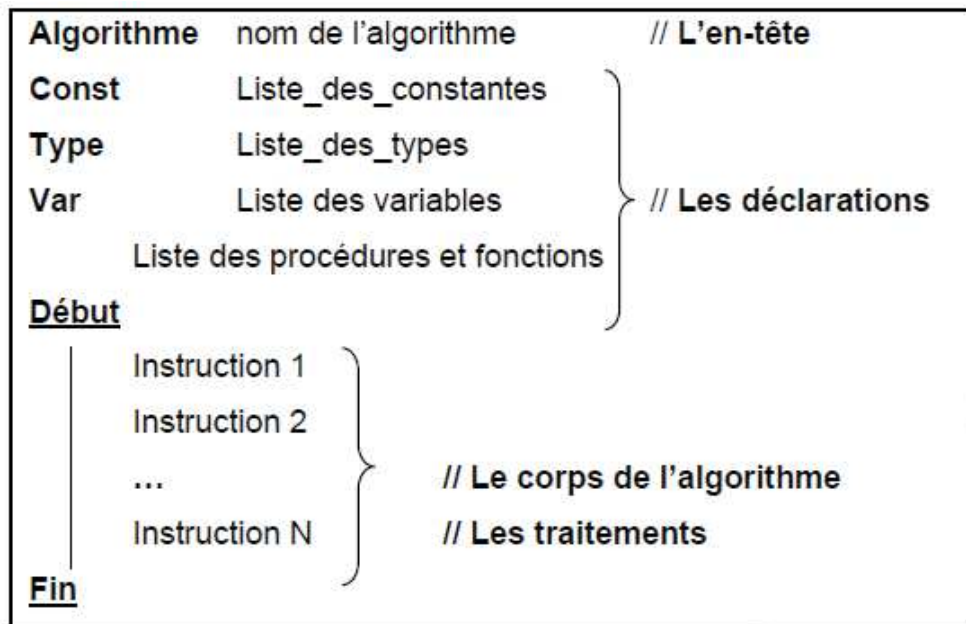 Algorithme nom de l'algorithme // L'en-tête
Const Liste_des_constantes
Type Liste_des_types
Var Liste des variables // Les déclarations
Liste des procédures et fonctions
Début
Instruction 1
Instruction 2
... // Le corps de l'algorithme
Instruction N // Les traitements
Fin